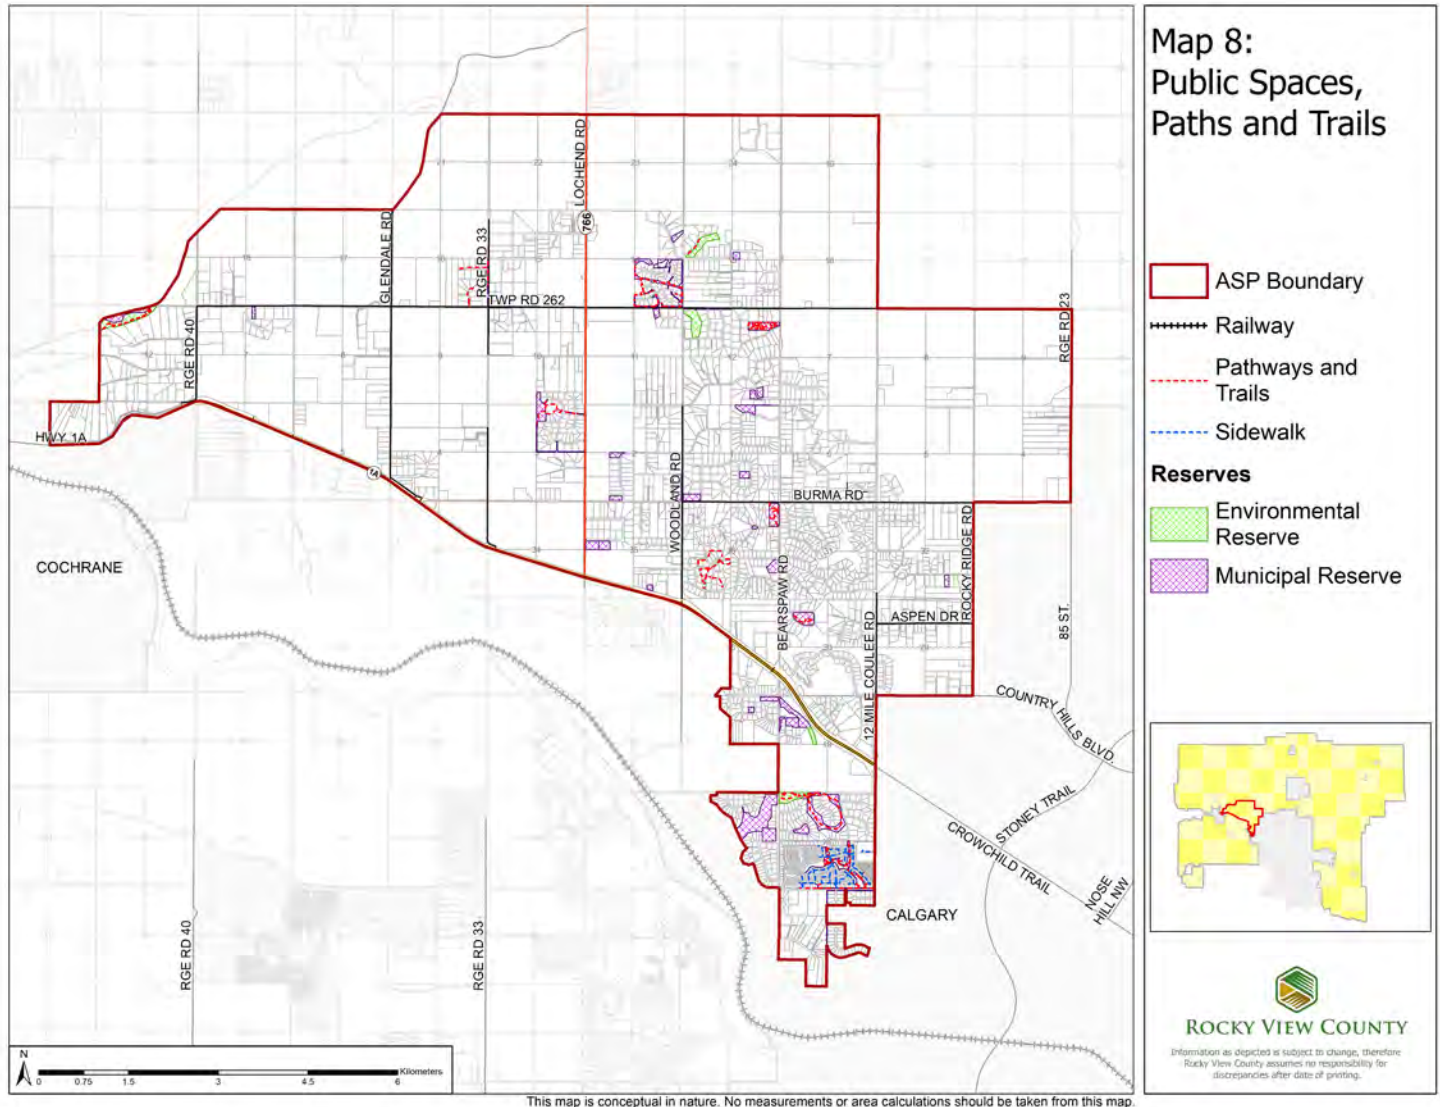 Map 8:
Public Spaces,
Paths and Trails
ASP Boundary
Railway
Pathways and
Trails
Sidewalk
Reserves
Environmental
Reserve
Municipal Reserve
ROCKY VIEW COUNTY
Information as depicted is subject to change, therefore
Rocky View County assumes no responsibility for
discrepancies after date of printing.
LOCHEND RD
766
GLENDALE RD
RGE RD 33
TWP RD 262
RGE RD 23
RGE RD 40
HWY 1A
1A
WOODLAND RD
BURMA RD
COCHRANE
BEARSPAW RD
ROCKY RIDGE RD
ASPEN DR
12 MILE COULEE RD
85 ST.
COUNTRY HILLS BLVD.
STONEY TRAIL
CROWCHILD TRAIL
NOSE
HILL NW
CALGARY
RGE RD 40
RGE RD 33
N
0 0.75 1.5 3 4.5 6 Kilometers
This map is conceptual in nature. No measurements or area calculations should be taken from this map.